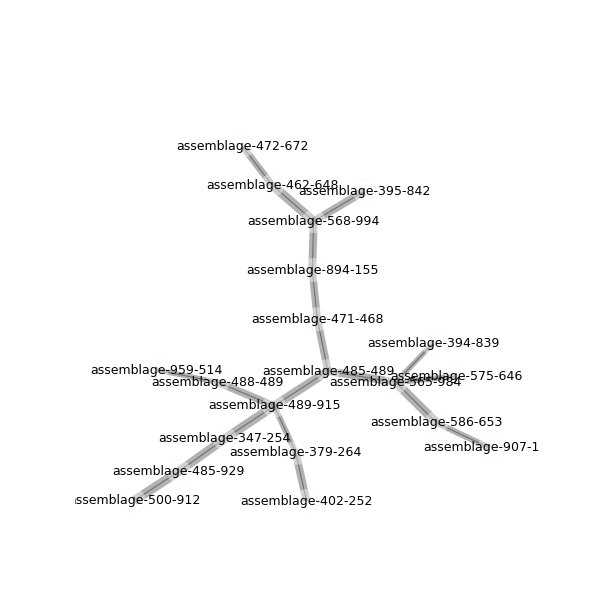 assemblage-472-672
assemblage-462-648
assemblage-395-842
assemblage-568-994
assemblage-894-155
assemblage-471-468
assemblage-394-839
assemblage-959-514
assemblage-485-489
assemblage-575-646
assemblage-488-489
assemblage-565-984
assemblage-489-915
assemblage-586-653
assemblage-347-254
assemblage-907-1
assemblage-379-264
assemblage-485-929
ssemblage-500-912
assemblage-402-252